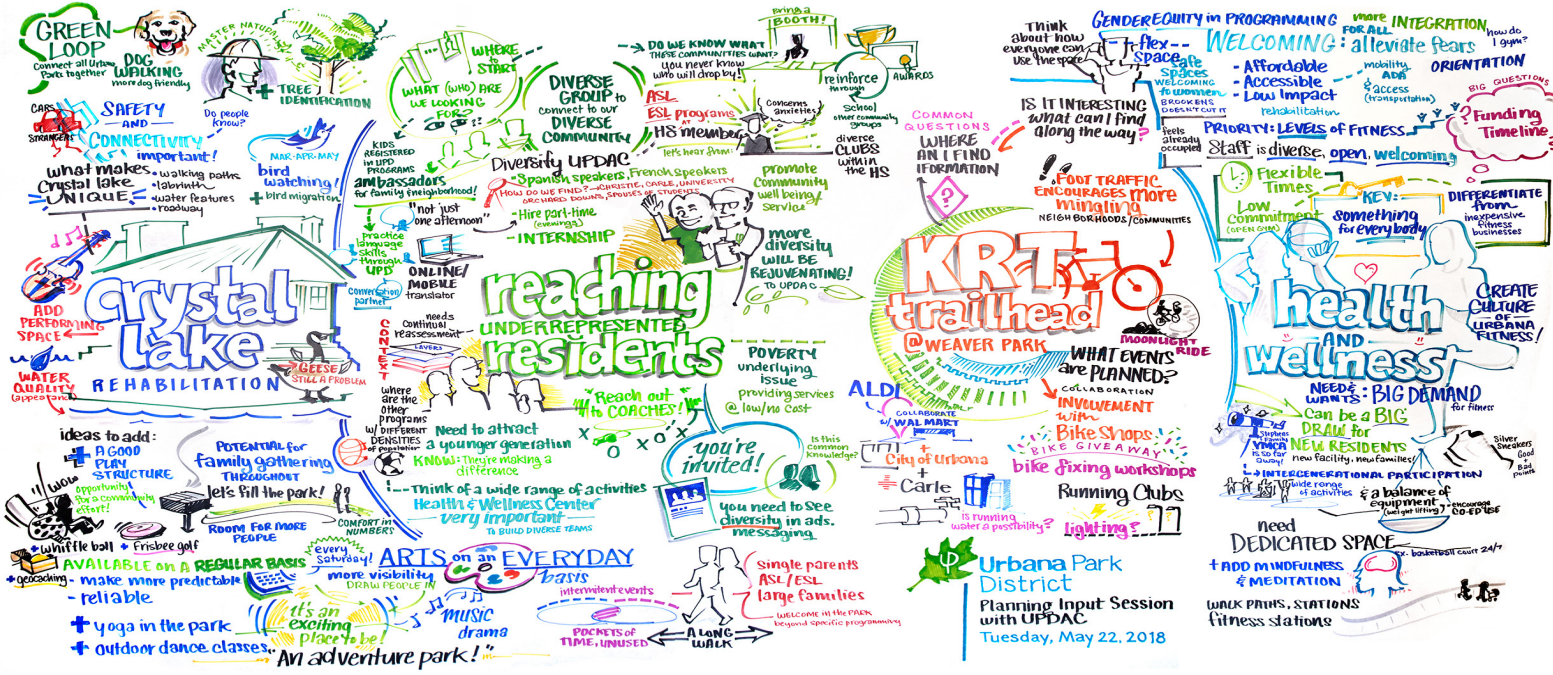 GREEN
LOOP
Connect all Urbana
Parks together
DOG
WALKING
more dog friendly
MASTER NATURALIST
+ TREE
IDENTIFICATION
Do people
know?
CARS
STRANGERS
SAFETY
AND
CONNECTIVITY
important!
MAR-APR-MAY
bird
watching!
+ bird migration
what makes
Crystal lake
UNIQUE
• walking paths
• labrinth
• water features
• roadway
ADD
PERFORMING
SPACE
WATER
QUALITY
crystal
lake
REHABILITATION
GEESE
STILL A PROBLEM
ideas to add:
+ A GOOD
PLAY
STRUCTURE
WOW
opportunity
for a community
effort!
+ whiffle ball + Frisbee golf
+ geocaching
POTENTIAL for
family gathering
THROUGHOUT
let's fill the park!
ROOM FOR MORE
PEOPLE
COMFORT in
NUMBERS
AVAILABLE on A REGULAR BASIS
- make more predictable
- reliable
+ yoga in the park
+ outdoor dance classes
every
Saturday!
ARTS on an EVERYDAY
basis
more visibility
DRAW PEOPLE IN
it's an
exciting
place to be!
music
drama
"An adventure park!"
WHERE
to
START
WHAT (WHO) ARE
WE LOOKING
FOR?
KIDS
REGISTERED
in UPD
PROGRAMS
ambassadors
for family & neighborhood!
"not just
one afternoon"
practice
language
skills
through
UPD
conversation
partner
ONLINE/
MOBILE
translator
DIVERSE
GROUP to
connect to our
DIVERSE
COMMUNITY
Diversify UPDAC
- Spanish speakers, French speakers
HOW DO WE FIND? → CHRISTIE, CARLE, UNIVERSITY
ORCHARD DOWNS, SPOUSES OF STUDENTS
- Hire part-time
(evenings)
- INTERNSHIP
DO WE KNOW WHAT
THESE COMMUNITIES WANT?
you never know
who will drop by!
bring a
BOOTH!
ASL
ESL programs
AT
HS members
let's hear from!
Concerns
anxieties
AWARDS
reinforce
through
School
other community
groups
diverse
CLUBS
within
the HS
promote
community
well being/
service
more
diversity
WILL BE
REJUVENATING!
TO UPDAC
reaching
UNDERREPRESENTED
residents
CONTEXT
needs
continual
reassessment
LAYERS
where
are the
other
programs
w/ DIFFERENT
DENSITIES
of population
"Reach out
to COACHES!"
X O X
Need to attract
a younger generation
KNOW: They're making a
difference
Think of a wide range of activities
Health & Wellness Center
very important
TO BUILD DIVERSE TEAMS
POVERTY
underlying
issue
Providing services
@ low/no cost
you're
invited!
Is this
Common
knowledge?
you need to see
diversity in ads.
messaging
intermittent events
POCKETS of
TIME, UNUSED
A LONG
WALK
single parents
ASL/ESL
large families
WELCOME in the PARK
beyond specific programming
Think
about how
everyone can
use the space
IS IT INTERESTING
what can I find
along the way?
COMMON
QUESTIONS
WHERE
AN I FIND
IFORMATION
?
FOOT TRAFFIC
ENCOURAGES more
mingling
NEIGHBORHOODS/COMMUNITIES
KRT
trailhead
@ WEAVER PARK
MOONLIGHT
RIDE
WHAT EVENTS
are PLANNED?
COLLABORATION
INVOLVEMENT
with
Bike Shops
BIKE GIVEAWAY
bike fixing workshops
Running Clubs
lighting?
ALDI
COLLABORATE
w/ WALMART
+
City of Urbana
+
Carle
is running
water a possibility?
Urbana Park
District
Planning Input Session
with UPDAC
Tuesday, May 22, 2018
GENDER EQUITY in PROGRAMMING
flex
Space
Safe
Spaces
WELCOMING
to women
BROOKENS
DOESN'T CUT IT
feels
already
occupied
more INTEGRATION
FOR ALL
WELCOMING: alleviate fears
how do
I gym?
ORIENTATION
- Affordable
- Accessible
- Low Impact
mobility,
ADA
& access
(transportation)
rehabilitation
PRIORITY: LEVELS of FITNESS
Staff is diverse, open, welcoming
BIG QUESTIONS
? Funding
Timeline
Flexible
Times
Low
Commitment
(OPEN GYM)
KEY:
something
for everybody
DIFFERENTIATE
from
inexpensive
fitness
businesses
health
AND
wellness
CREATE
CULTURE
OF
URBANA
FITNESS!
NEED &
WANTS: BIG DEMAND
for fitness
Can be a BIG
DRAW for
NEW RESIDENTS
new facility, new families!
Stephens
Family
YMCA
is so far
away!
INTERGENERATIONAL PARTICIPATION
wide range
of activities
Silver
Sneakers
Good
&
Bad
points
& a balance of
equipment
(weight lifting)
- encourage
CO-ED USE
need
DEDICATED SPACE
ex. basketball court 24/7
+ ADD MINDFULNESS
& MEDITATION
WALK PATHS, STATIONS
fitness stations